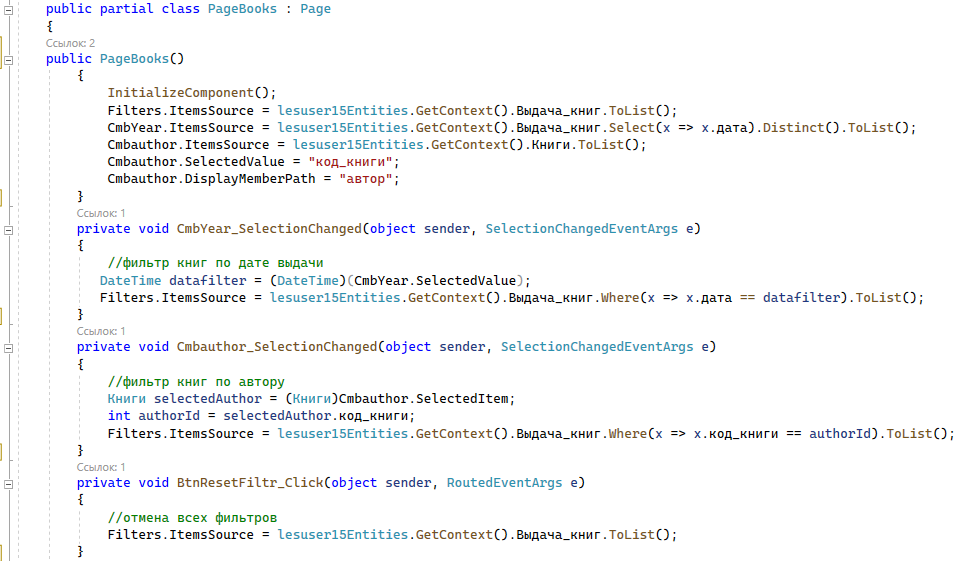 public partial class PageBooks : Page
{
Ссылок: 2
public PageBooks()
{
InitializeComponent();
Filters.ItemsSource = lesuser15Entities.GetContext().Выдача_книг.ToList();
CmbYear.ItemsSource = lesuser15Entities.GetContext().Выдача_книг.Select(x => x.дата).Distinct().ToList();
Cmbauthor.ItemsSource = lesuser15Entities.GetContext().Книги.ToList();
Cmbauthor.SelectedValue = "код_книги";
Cmbauthor.DisplayMemberPath = "автор";
}
Ссылок: 1
private void CmbYear_SelectionChanged(object sender, SelectionChangedEventArgs e)
{
//фильтр книг по дате выдачи
DateTime datafilter = (DateTime)(CmbYear.SelectedValue);
Filters.ItemsSource = lesuser15Entities.GetContext().Выдача_книг.Where(x => x.дата == datafilter).ToList();
}
Ссылок: 1
private void Cmbauthor_SelectionChanged(object sender, SelectionChangedEventArgs e)
{
//фильтр книг по автору
Книги selectedAuthor = (Книги)Cmbauthor.SelectedItem;
int authorId = selectedAuthor.код_книги;
Filters.ItemsSource = lesuser15Entities.GetContext().Выдача_книг.Where(x => x.код_книги == authorId).ToList();
}
Ссылок: 1
private void BtnResetFiltr_Click(object sender, RoutedEventArgs e)
{
//отмена всех фильтров
Filters.ItemsSource = lesuser15Entities.GetContext().Выдача_книг.ToList();
}